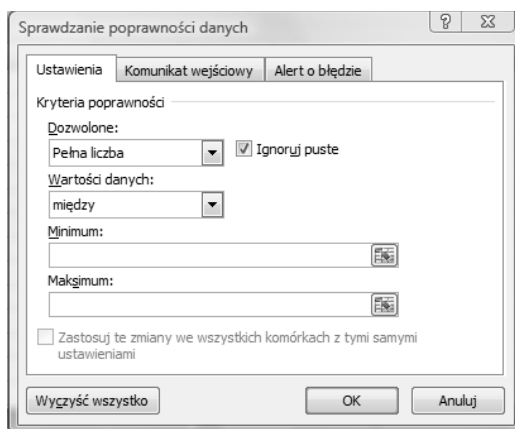 Sprawdzanie poprawności danych
Ustawienia Komunikat wejściowy Alert o błędzie
Kryteria poprawności
Dozwolone:
Pełna liczba Ignoruj puste
Wartości danych:
między
Minimum:
Maksimum:
Zastosuj te zmiany we wszystkich komórkach z tymi samymi
ustawieniami
Wyczyść wszystko OK Anuluj